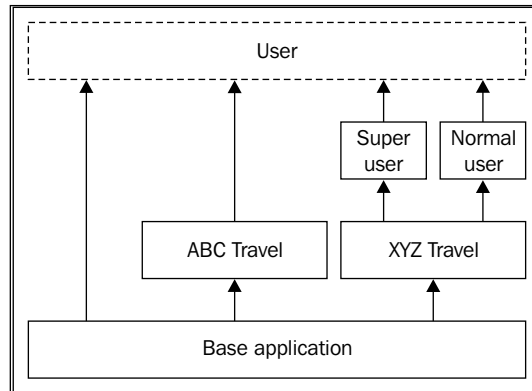 User
Super
user
Normal
user
ABC Travel
XYZ Travel
Base application